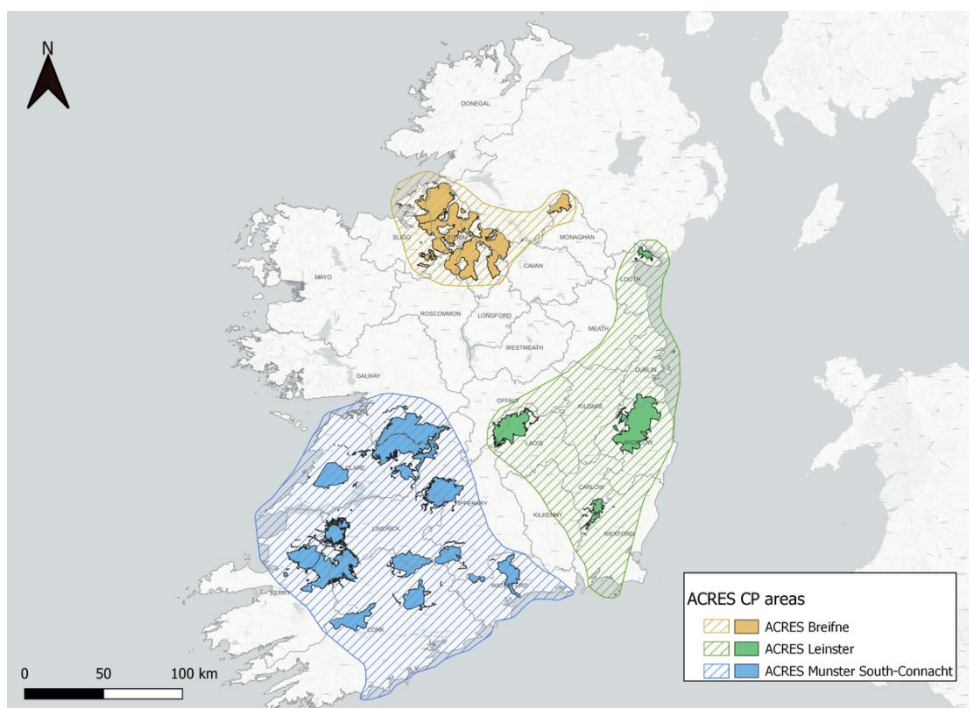 N
DONEGAL
SLIGO
MONAGHAN
CAVAN
MAYO
LOUTH
ROSCOMMON
LONGFORD
MEATH
WESTMEATH
GALWAY
DUBLIN
OFFALY
KILDARE
LAOIS
WICKLOW
CLARE
CARLOW
TIPPERARY
LIMERICK
KILKENNY
WEXFORD
WATERFORD
KERRY
CORK
ACRES CP areas
ACRES Breifne
ACRES Leinster
ACRES Munster South-Connacht
0 50 100 km